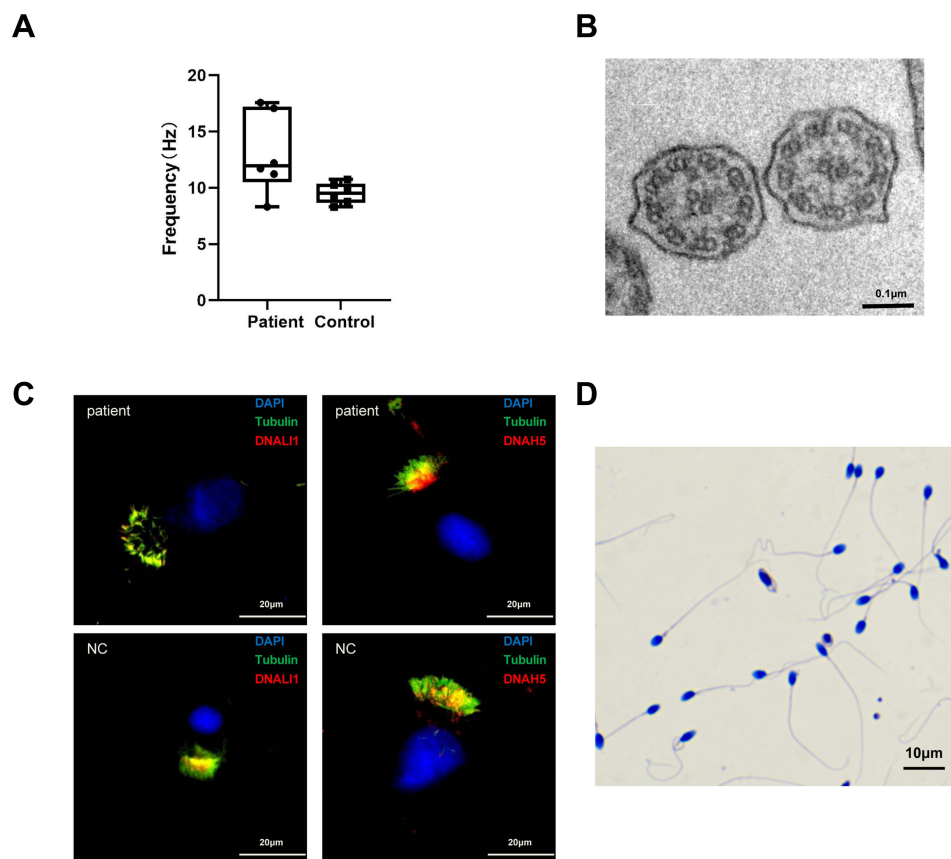 A
Frequency(Hz)
20
15
10
5
0
Patient Control
B
0.1μm
C
patient
DAPI
Tubulin
DNALI1
20μm
patient
DAPI
Tubulin
DNAH5
20μm
NC
DAPI
Tubulin
DNALI1
20μm
NC
DAPI
Tubulin
DNAH5
20μm
D
10μm